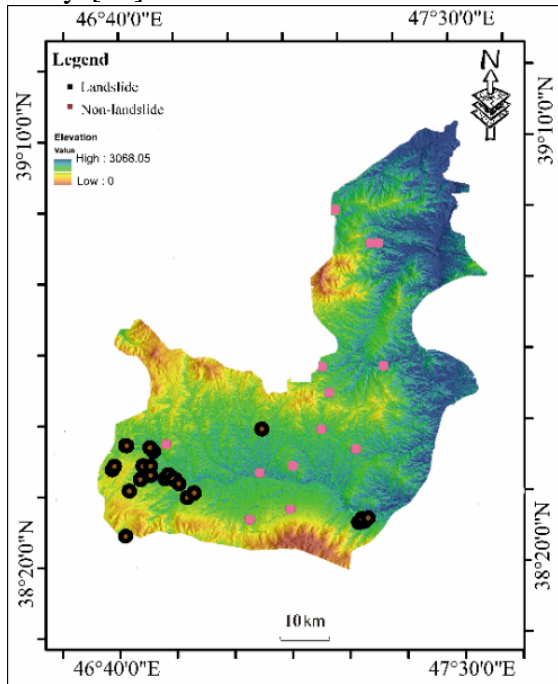 46°40'0"E 47°30'0"E
Legend
Landslide
Non-landslide
Elevation
Value
High : 3068.05
Low : 0
N
39°10'0"N 39°10'0"N
38°20'0"N 38°20'0"N
10 km
46°40'0"E 47°30'0"E